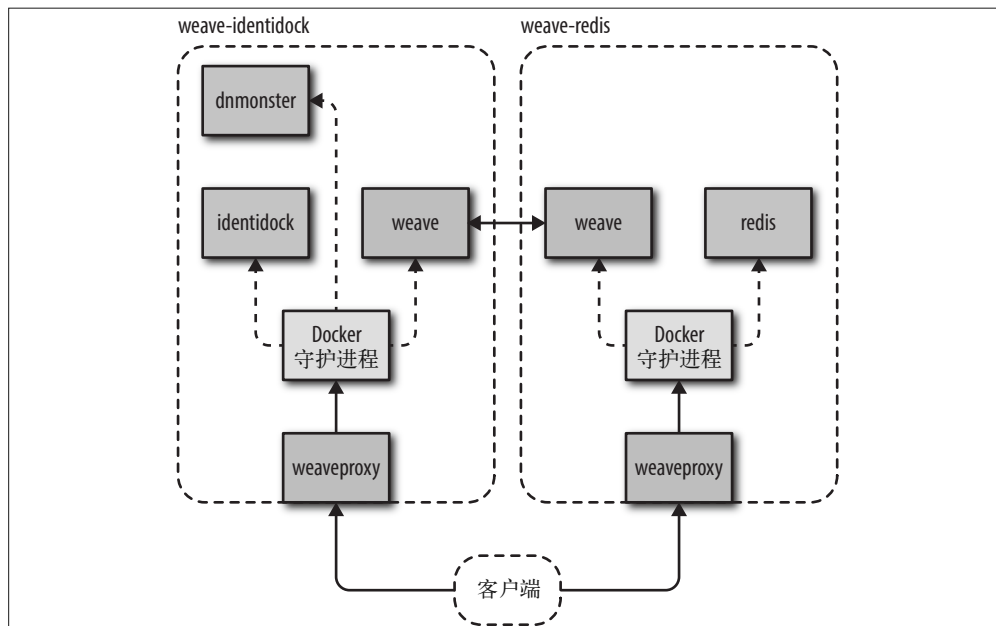 weave-identidock
weave-redis
dnmonster
identidock
weave
weave
redis
Docker
守护进程
Docker
守护进程
weaveproxy
weaveproxy
客户端